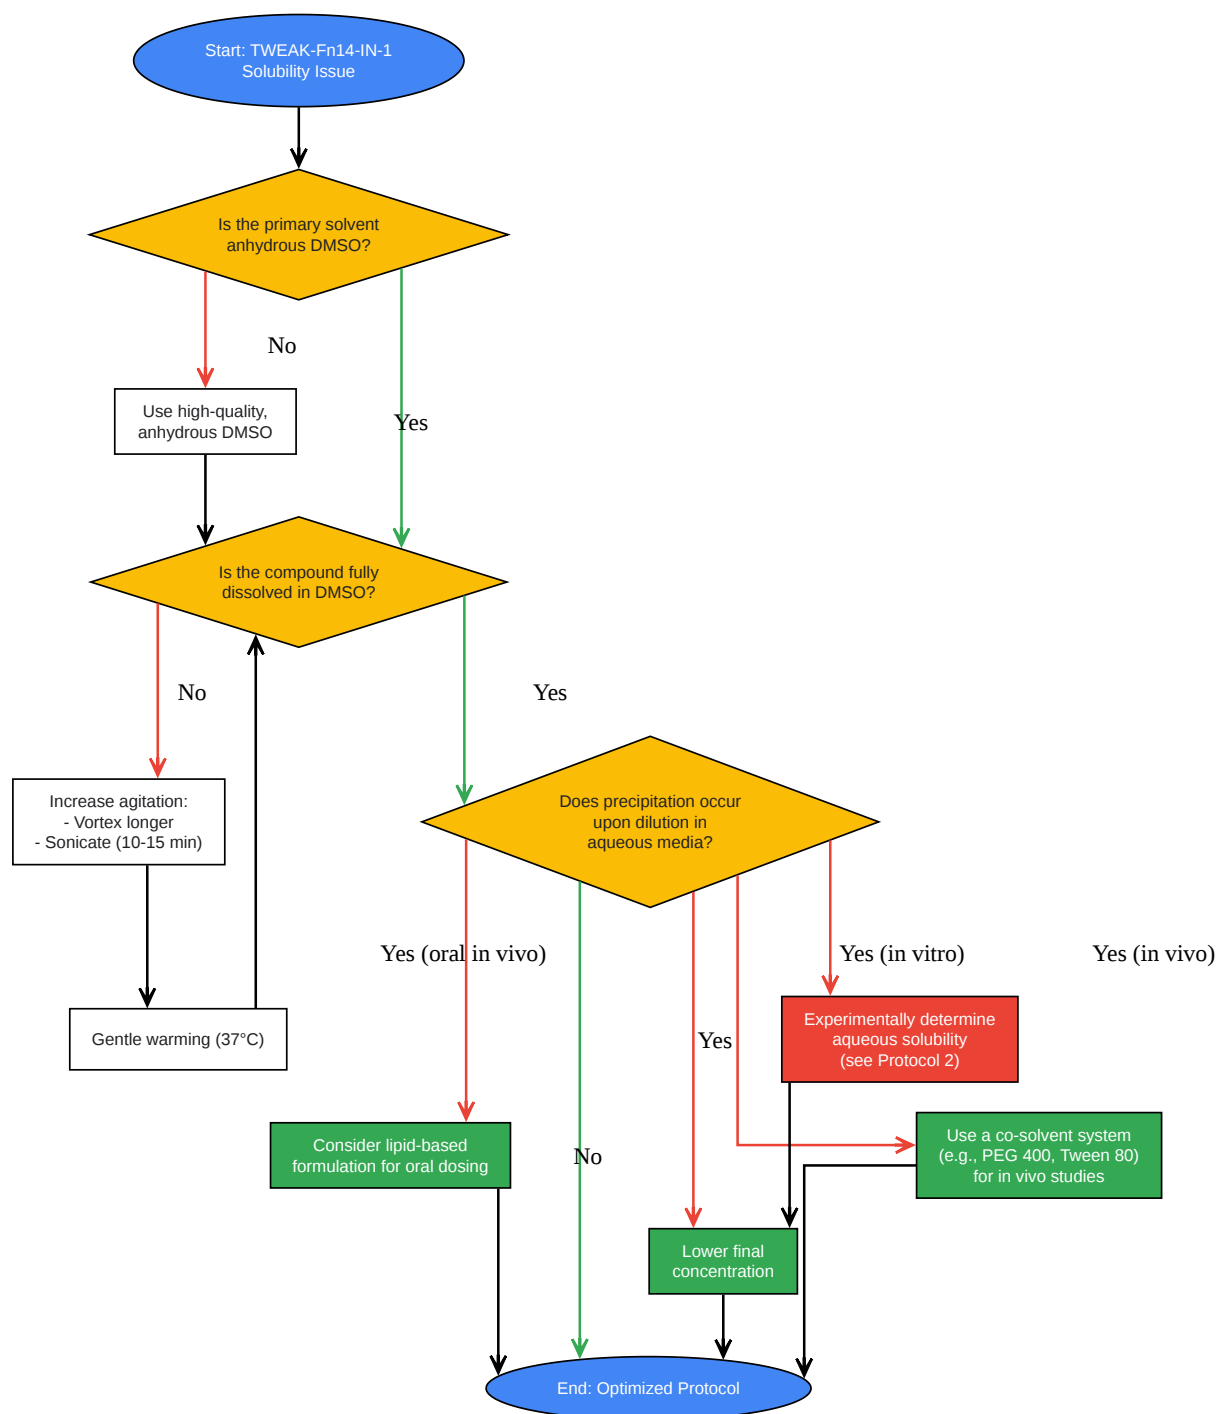 Start: TWEAK-Fn14-IN-1
Solubility Issue
Is the primary solvent
anhydrous DMSO?
No
Use high-quality,
anhydrous DMSO
Yes
Is the compound fully
dissolved in DMSO?
No
Yes
Increase agitation:
- Vortex longer
- Sonicate (10-15 min)
Does precipitation occur
upon dilution in
aqueous media?
Yes (oral in vivo)
Yes (in vitro)
Yes (in vivo)
Gentle warming (37°C)
Yes
Experimentally determine
aqueous solubility
(see Protocol 2)
Consider lipid-based
formulation for oral dosing
No
Use a co-solvent system
(e.g., PEG 400, Tween 80)
for in vivo studies
Lower final
concentration
End: Optimized Protocol